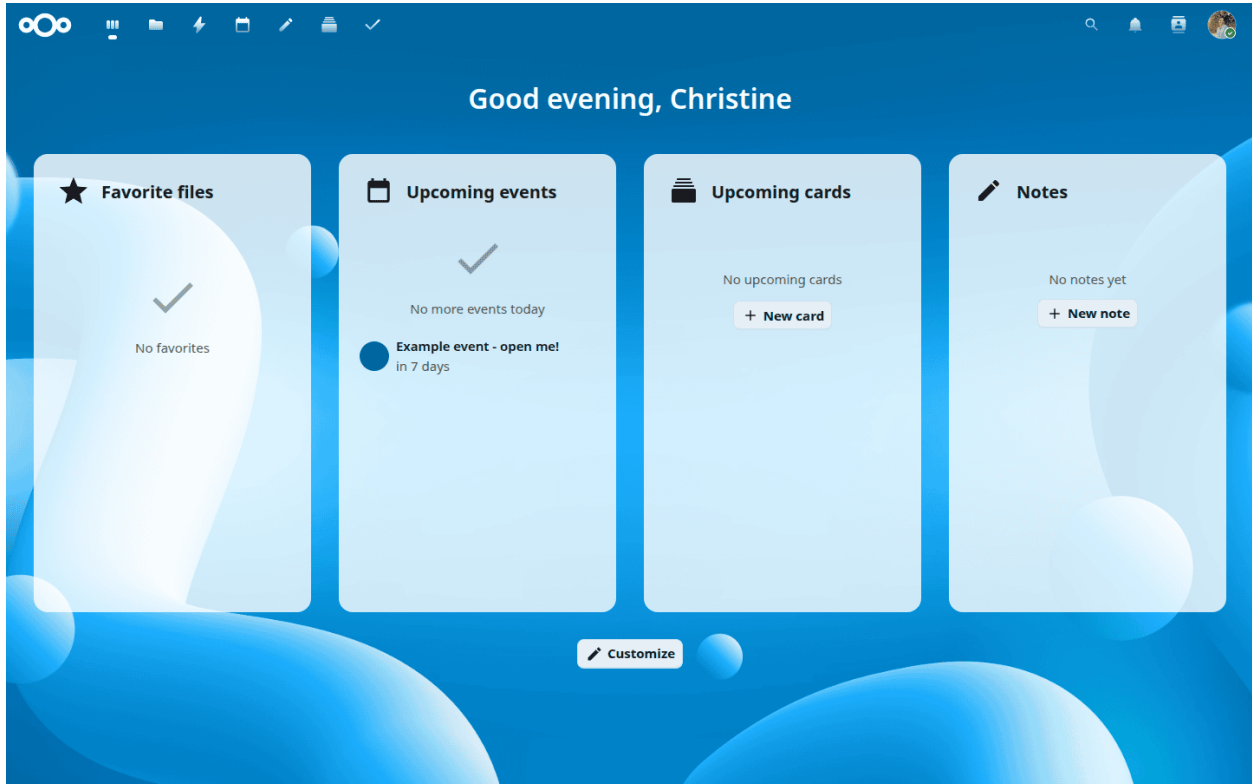 Good evening, Christine
Favorite files
No favorites
Upcoming events
No more events today
Example event - open me!
in 7 days
Upcoming cards
No upcoming cards
+ New card
Notes
No notes yet
+ New note
Customize